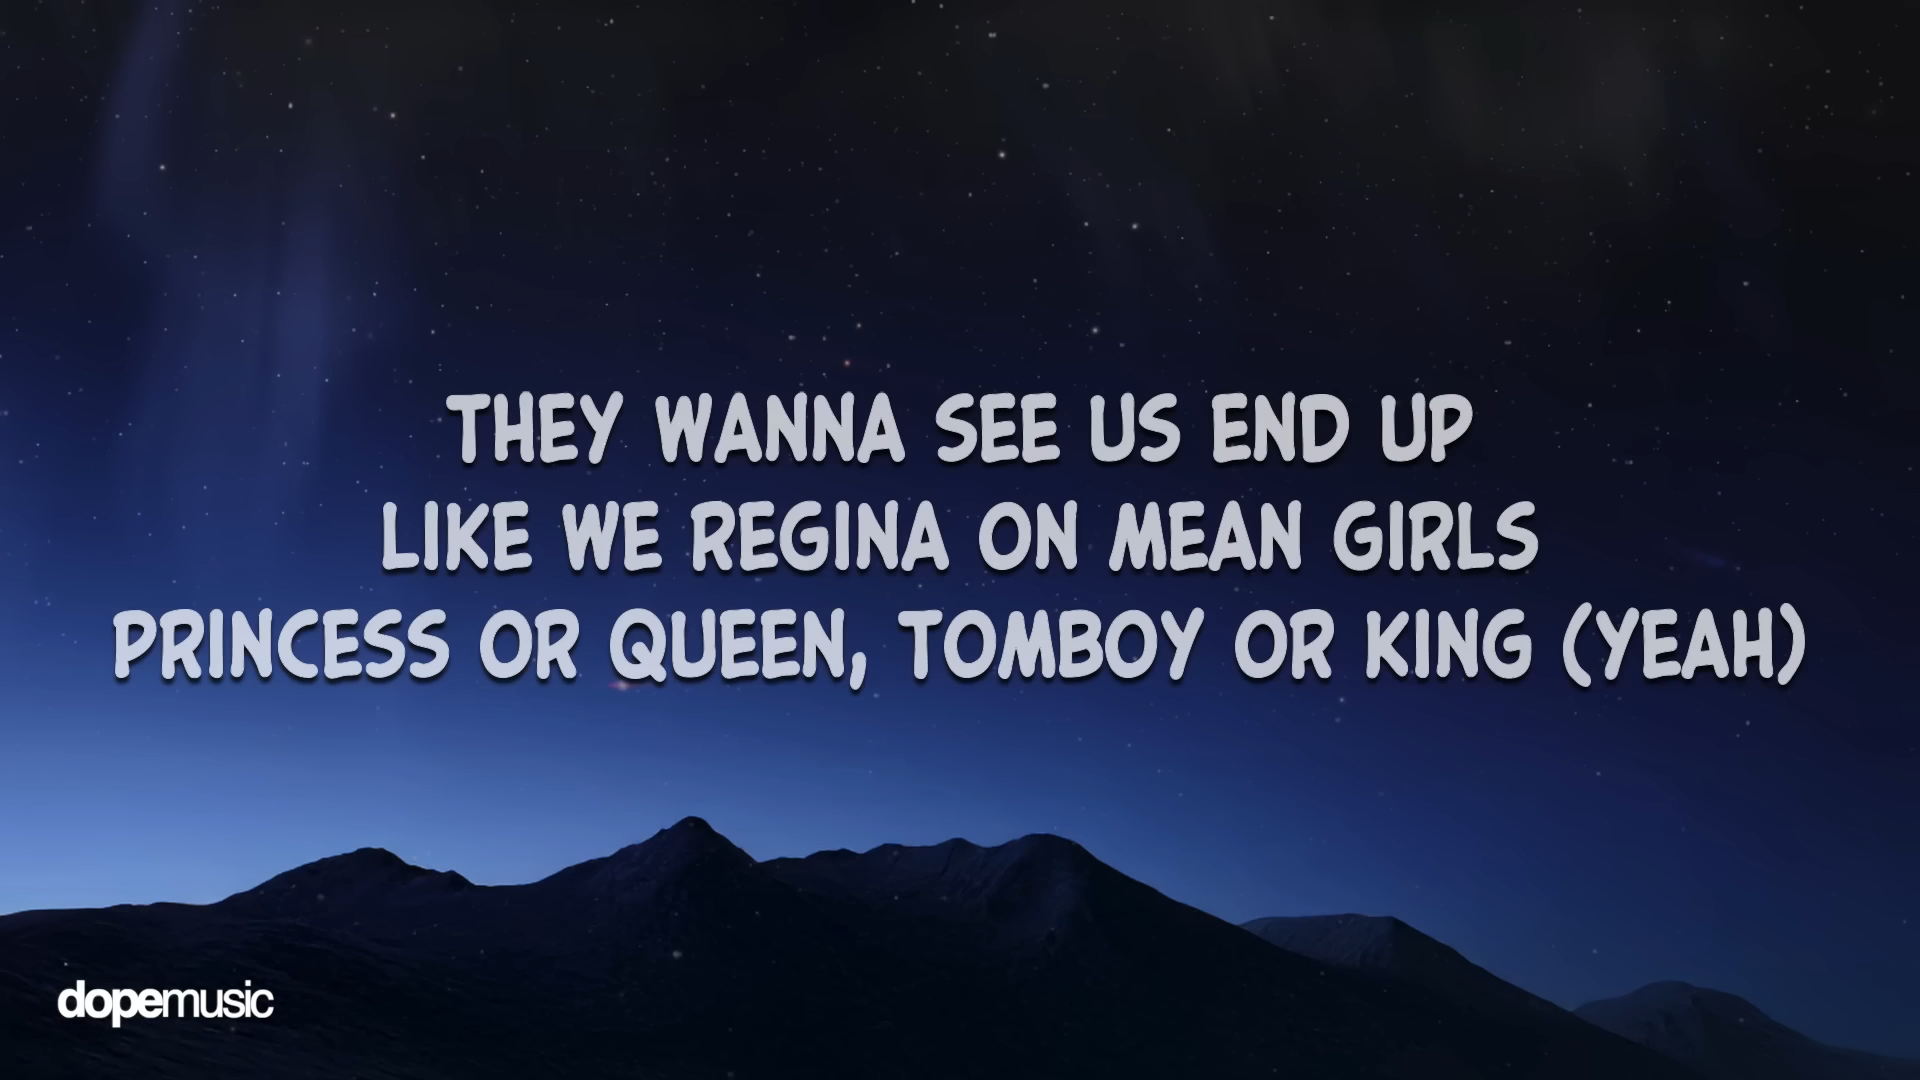 THEY WANNA SEE US END UP
LIKE WE REGINA ON MEAN GIRLS
PRINCESS OR QUEEN, TOMBOY OR KING (YEAH)
dopemusic